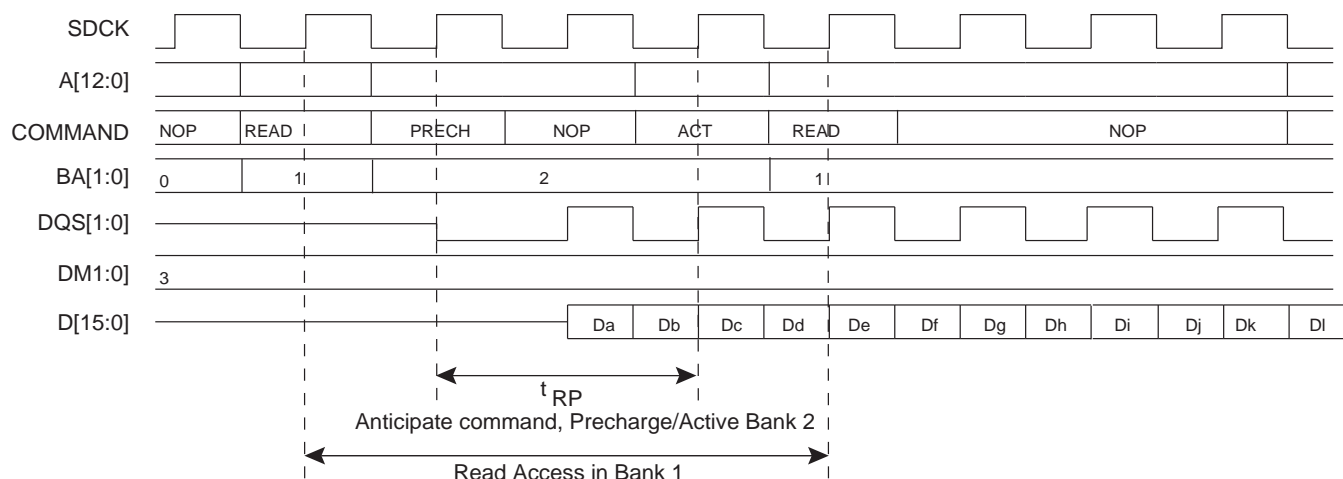 SDCK
A[12:0]
COMMAND NOP READ PRECH NOP ACT READ NOP
BA[1:0] 0 1 2 1
DQS[1:0]
DM1:0] 3
D[15:0] Da Db Dc Dd De Df Dg Dh Di Dj Dk Dl
tRP
Anticipate command, Precharge/Active Bank 2
Read Access in Bank 1